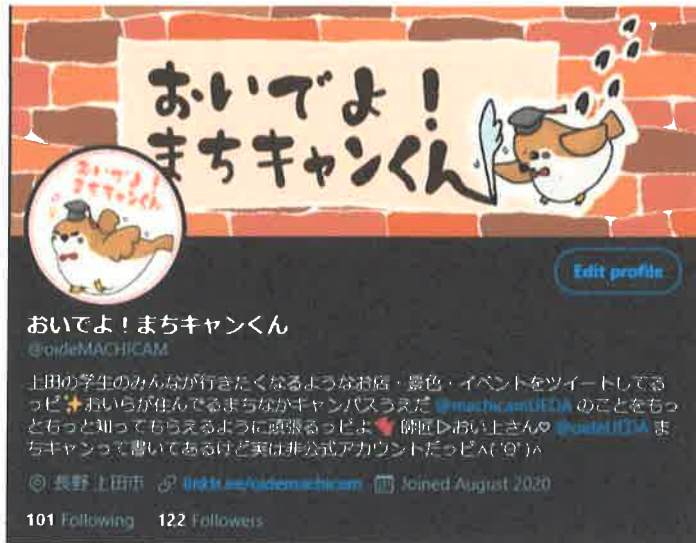 おいでよ!
まちキャンくん
おいでよ!
まちキャンくん
Edit profile
おいでよ!まちキャンくん
@oideMACHICAM
上田の学生のみんなが行きたくなるようなお店・景色・イベントをツイートしてる
っピ✨おいらが住んでるまちなかキャンパスうえだ @machicamUEDA のことをもっ
ともっと知ってもらえるように頑張るっピよ 師匠▷おい上さん♡ @oideUEDA ま
ちキャンって書いてあるけど実は非公式アカウントだっピ∧( 'Θ' )∧
長野 上田市 linktr.ee/oidemachicam Joined August 2020
101 Following 122 Followers